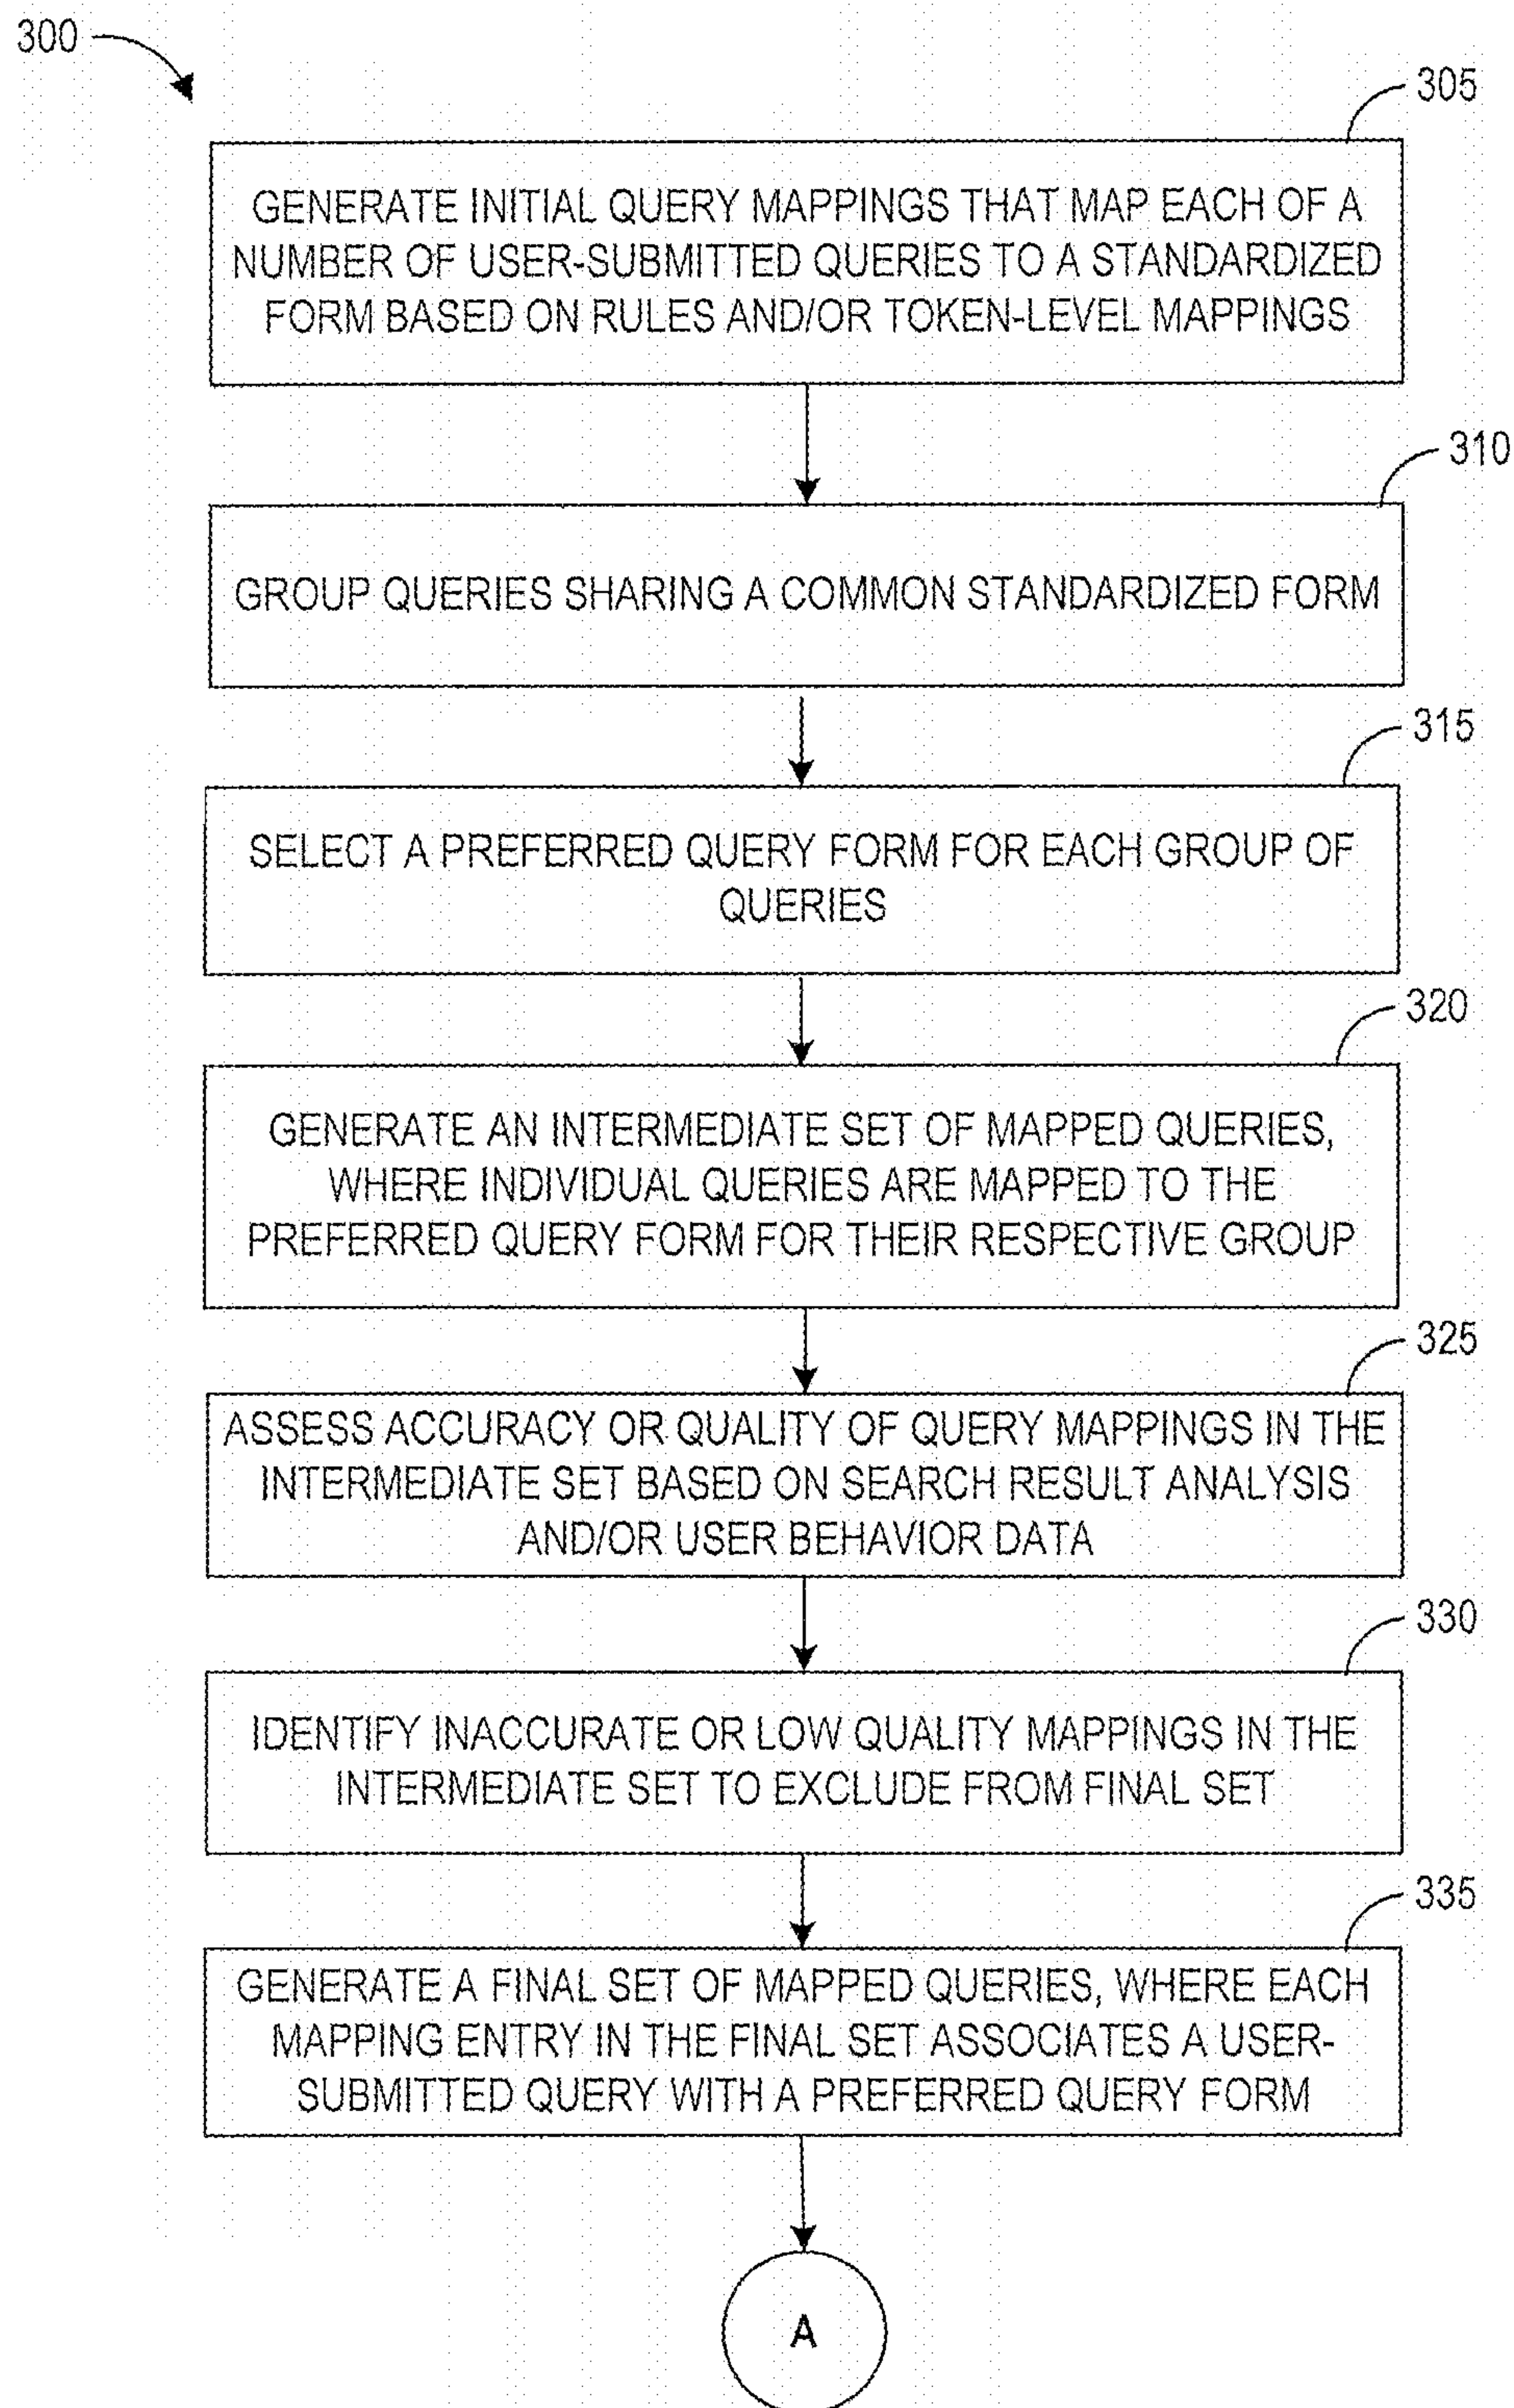 300
305
GENERATE INITIAL QUERY MAPPINGS THAT MAP EACH OF A
NUMBER OF USER-SUBMITTED QUERIES TO A STANDARDIZED
FORM BASED ON RULES AND/OR TOKEN-LEVEL MAPPINGS
310
GROUP QUERIES SHARING A COMMON STANDARDIZED FORM
315
SELECT A PREFERRED QUERY FORM FOR EACH GROUP OF
QUERIES
320
GENERATE AN INTERMEDIATE SET OF MAPPED QUERIES,
WHERE INDIVIDUAL QUERIES ARE MAPPED TO THE
PREFERRED QUERY FORM FOR THEIR RESPECTIVE GROUP
325
ASSESS ACCURACY OR QUALITY OF QUERY MAPPINGS IN THE
INTERMEDIATE SET BASED ON SEARCH RESULT ANALYSIS
AND/OR USER BEHAVIOR DATA
330
IDENTIFY INACCURATE OR LOW QUALITY MAPPINGS IN THE
INTERMEDIATE SET TO EXCLUDE FROM FINAL SET
335
GENERATE A FINAL SET OF MAPPED QUERIES, WHERE EACH
MAPPING ENTRY IN THE FINAL SET ASSOCIATES A USER-
SUBMITTED QUERY WITH A PREFERRED QUERY FORM
A